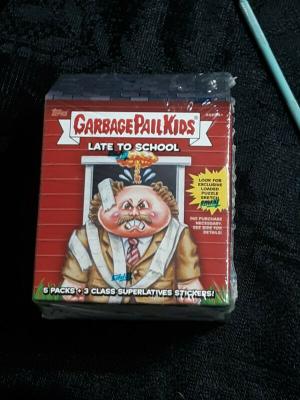 Topps
GARBAGE PAIL KIDS
LATE TO SCHOOL
LOOK FOR
EXCLUSIVE
LOADED
PUZZLE
SKETCH
CARDS!
NO PURCHASE
NECESSARY.
SEE SIDE FOR
DETAILS!
5 PACKS + 3 CLASS SUPERLATIVES STICKERS!